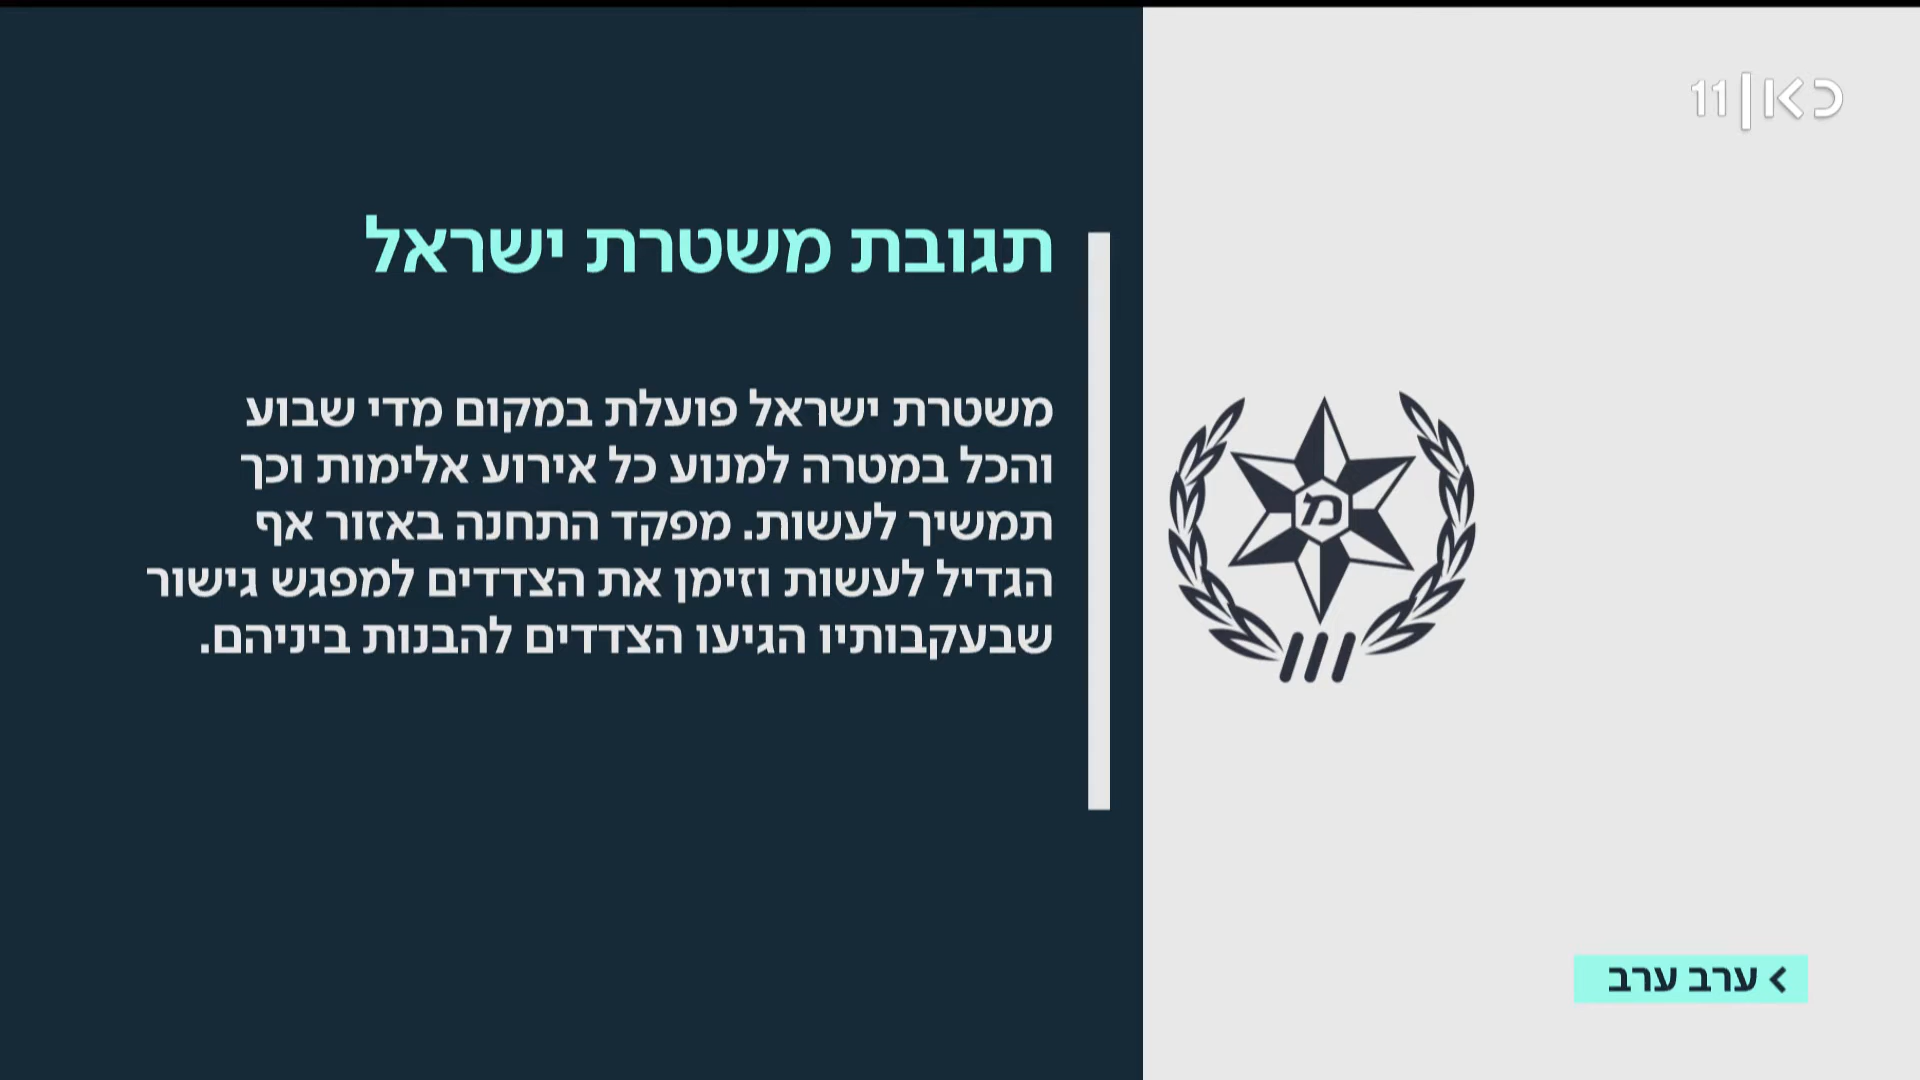 כאן 11
תגובת משטרת ישראל
משטרת ישראל פועלת במקום מדי שבוע
והכל במטרה למנוע כל אירוע אלימות וכך
תמשיך לעשות. מפקד התחנה באזור אף
הגדיל לעשות וזימן את הצדדים למפגש גישור
שבעקבותיו הגיעו הצדדים להבנות ביניהם.
מ
ערב ערב